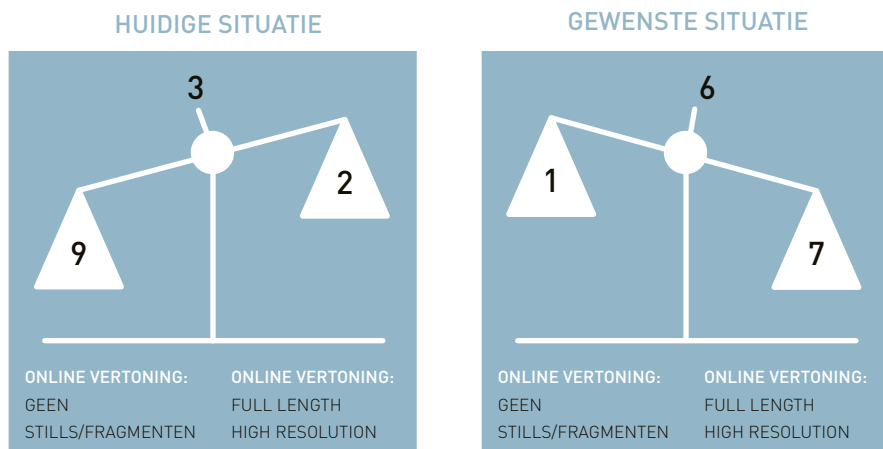 HUIDIGE SITUATIE
3
2
9
ONLINE VERTONING:
GEEN
STILLS/FRAGMENTEN
ONLINE VERTONING:
FULL LENGTH
HIGH RESOLUTION
GEWENSTE SITUATIE
6
1
7
ONLINE VERTONING:
GEEN
STILLS/FRAGMENTEN
ONLINE VERTONING:
FULL LENGTH
HIGH RESOLUTION